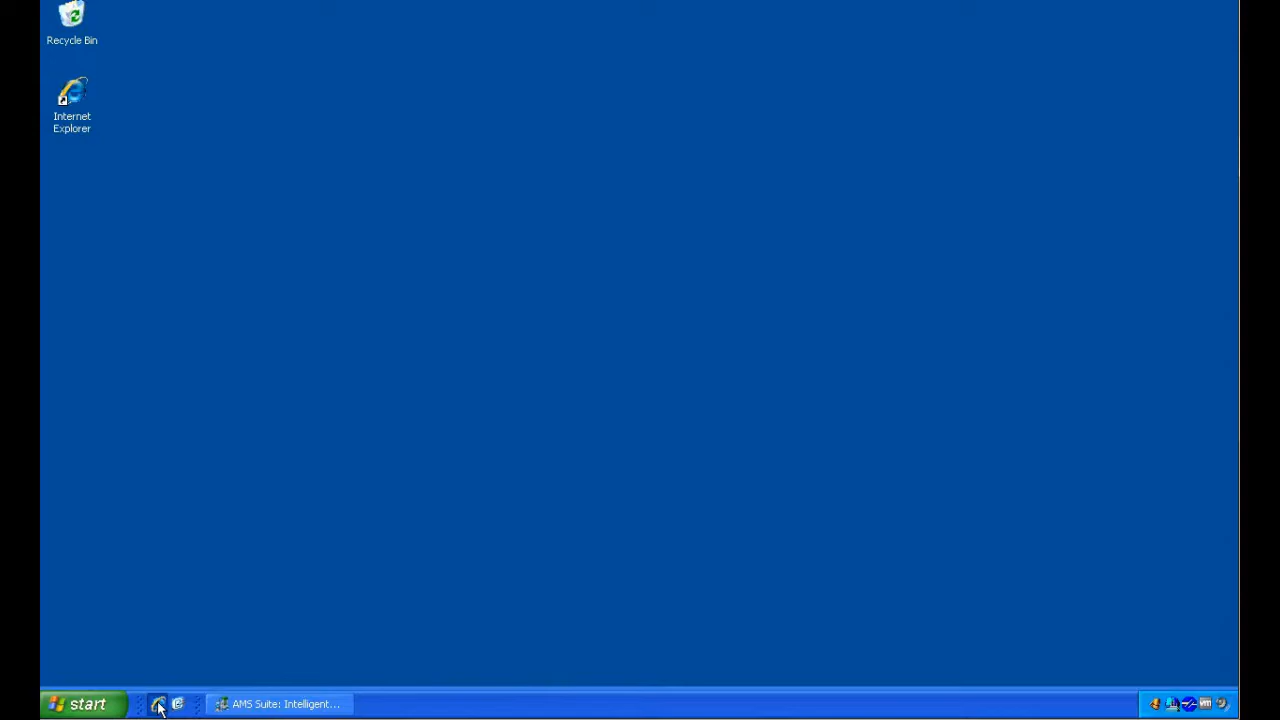 Recycle Bin
Internet
Explorer
start
AMS Suite: Intelligent...